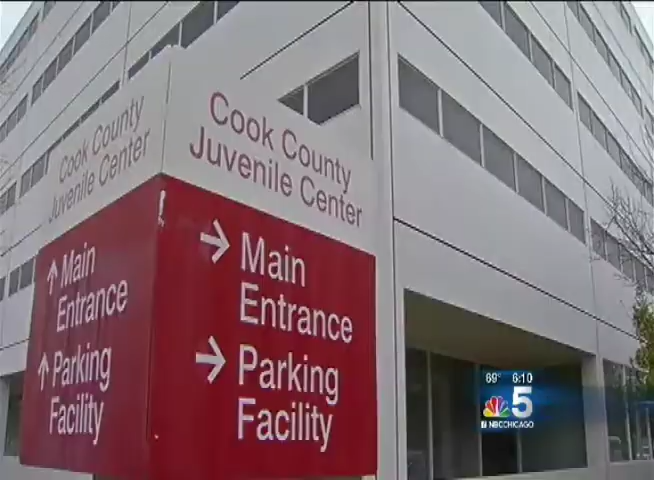 Cook County
Juvenile Center
↑ Main
Entrance
↑ Parking
Facility
Cook County
Juvenile Center
→ Main
Entrance
→ Parking
Facility
69° 6:10
5
NBCCHICAGO